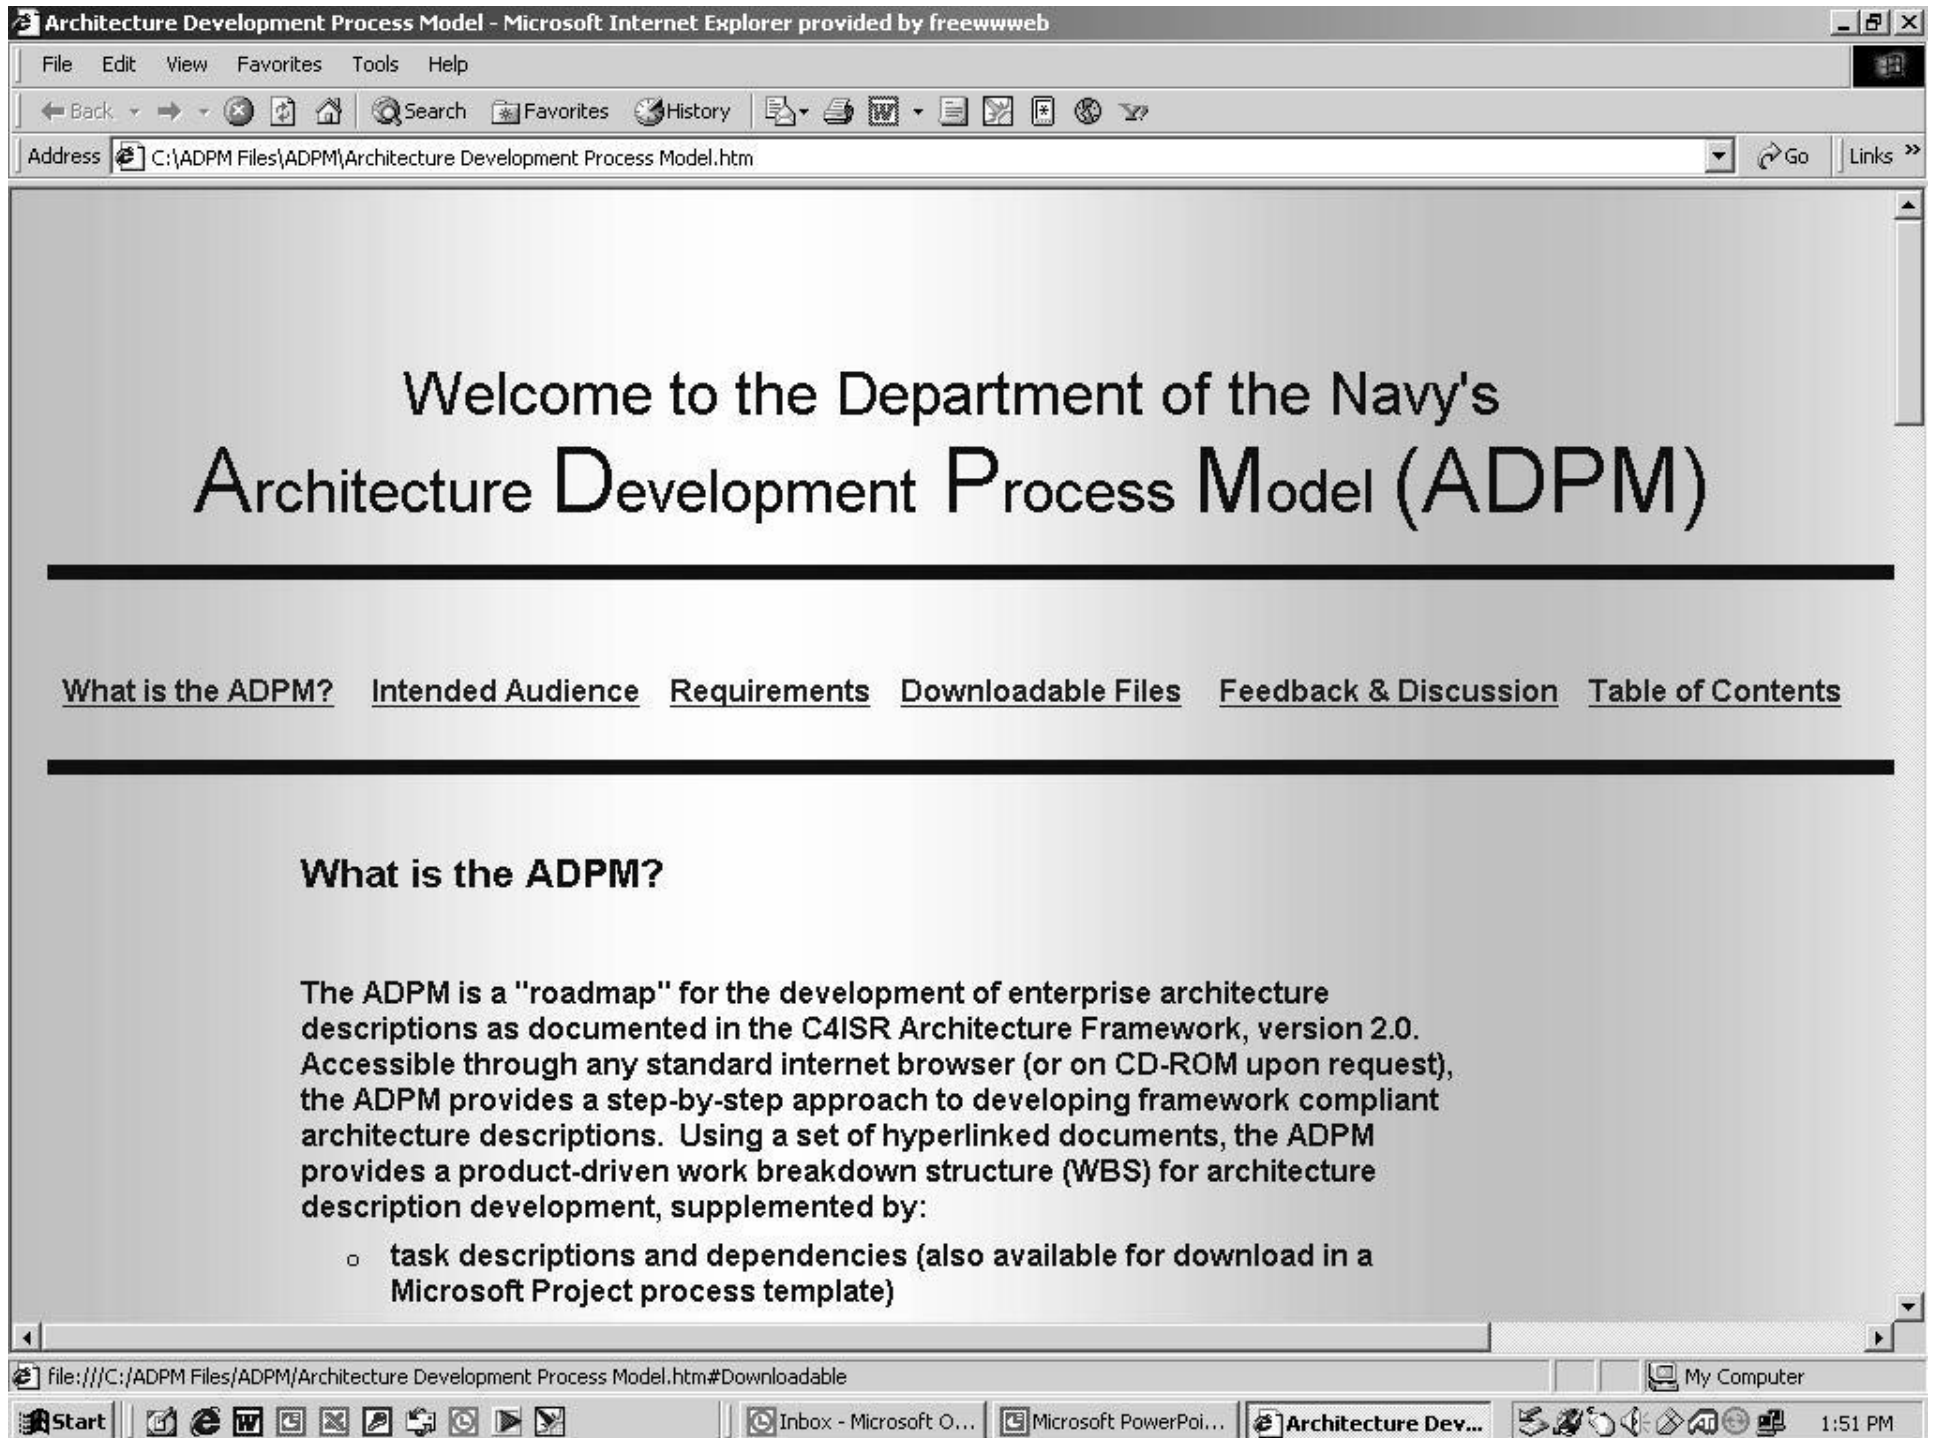 Architecture Development Process Model - Microsoft Internet Explorer provided by freewwweb
File Edit View Favorites Tools Help
Back Search Favorites History
Address C:\ADPM Files\ADPM\Architecture Development Process Model.htm Go Links »
Welcome to the Department of the Navy's
Architecture Development Process Model (ADPM)
What is the ADPM? Intended Audience Requirements Downloadable Files Feedback & Discussion Table of Contents
What is the ADPM?
The ADPM is a "roadmap" for the development of enterprise architecture
descriptions as documented in the C4ISR Architecture Framework, version 2.0.
Accessible through any standard internet browser (or on CD-ROM upon request),
the ADPM provides a step-by-step approach to developing framework compliant
architecture descriptions. Using a set of hyperlinked documents, the ADPM
provides a product-driven work breakdown structure (WBS) for architecture
description development, supplemented by:
o task descriptions and dependencies (also available for download in a
Microsoft Project process template)
file:///C:/ADPM Files/ADPM/Architecture Development Process Model.htm#Downloadable My Computer
Start Inbox - Microsoft O... Microsoft PowerPoi... Architecture Dev... 1:51 PM